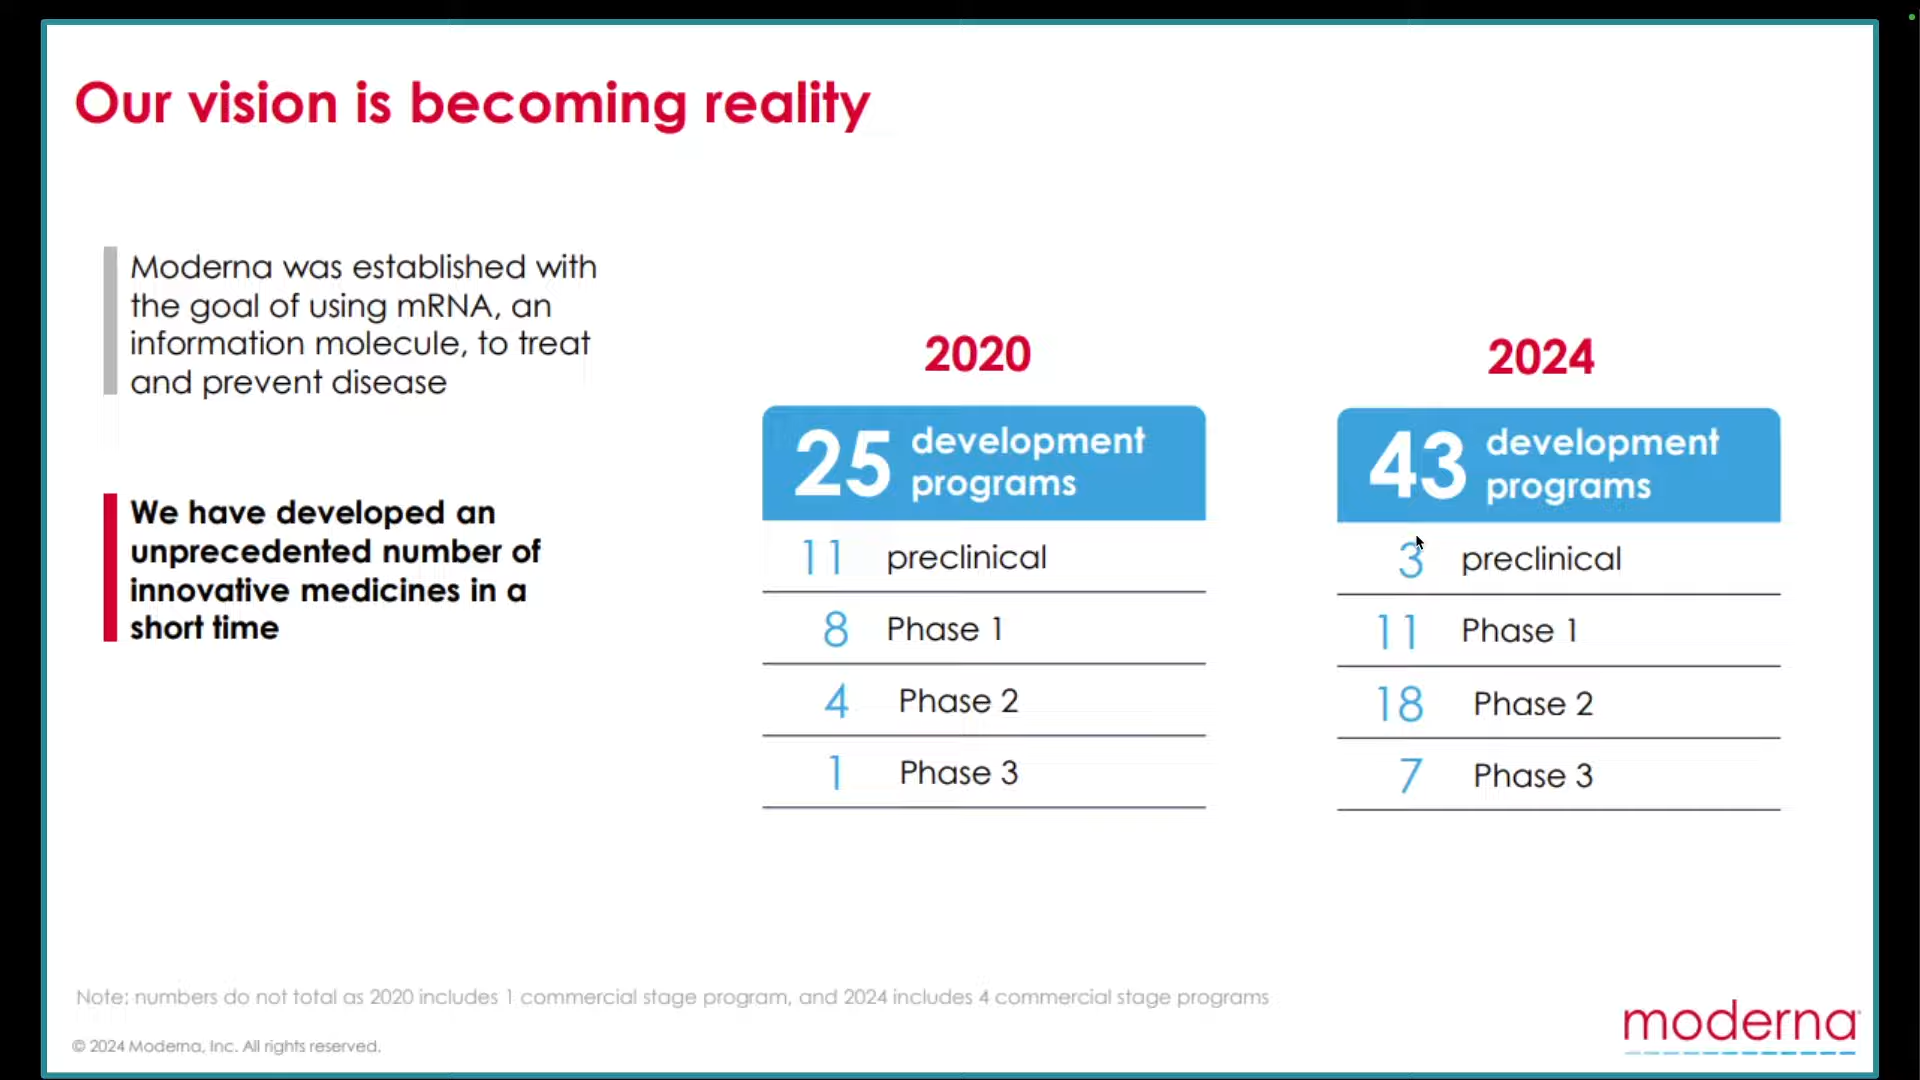 Our vision is becoming reality
Moderna was established with
the goal of using mRNA, an
information molecule, to treat
and prevent disease
We have developed an
unprecedented number of
innovative medicines in a
short time
2020
25 development
programs
11 preclinical
8 Phase 1
4 Phase 2
1 Phase 3
2024
43 development
programs
3 preclinical
11 Phase 1
18 Phase 2
7 Phase 3
Note: numbers do not total as 2020 includes 1 commercial stage program, and 2024 includes 4 commercial stage programs
© 2024 Moderna, Inc. All rights reserved.
moderna